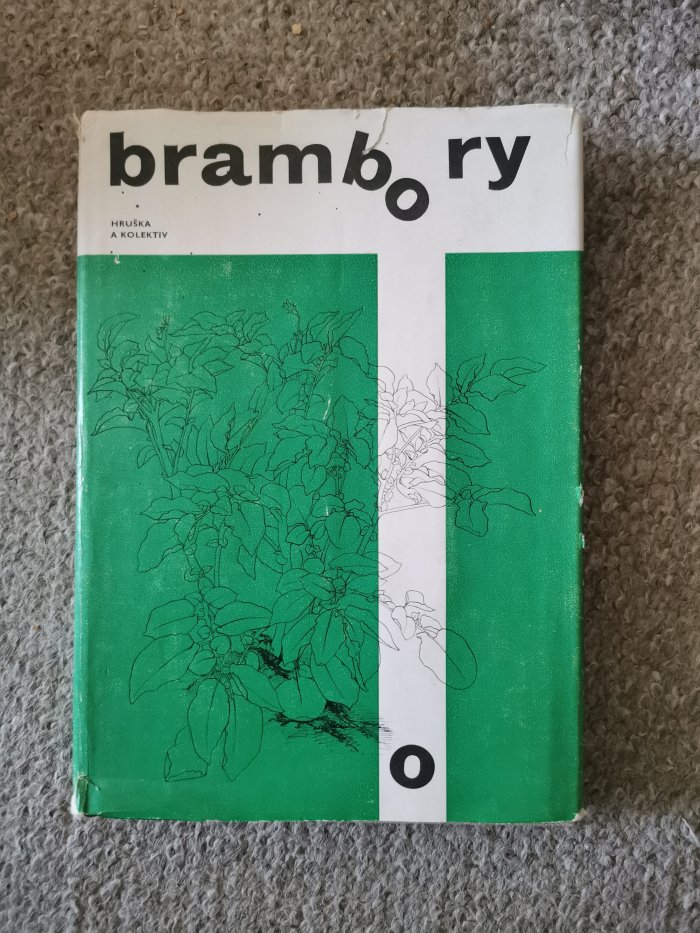 brambory
HRUŠKA
A KOLEKTIV
o